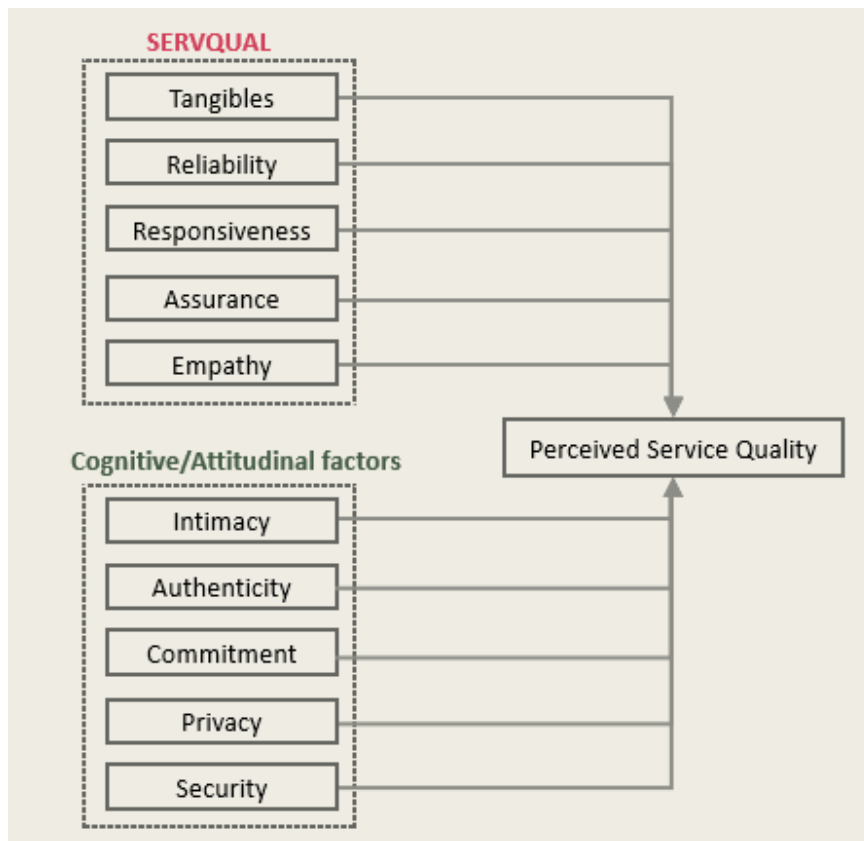 SERVQUAL
Tangibles
Reliability
Responsiveness
Assurance
Empathy
Perceived Service Quality
Cognitive/Attitudinal factors
Intimacy
Authenticity
Commitment
Privacy
Security